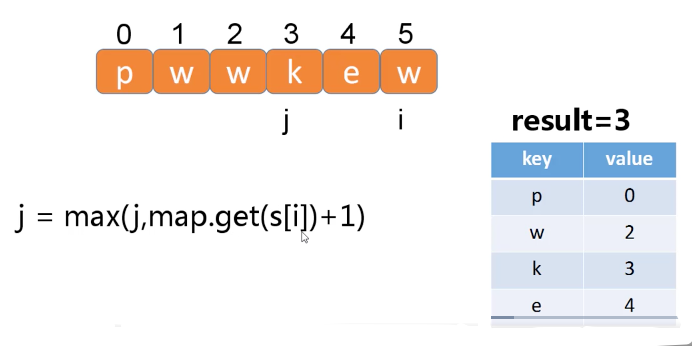 0 1 2 3 4 5
p w w k e w
j i
result=3
key value
p 0
j = max(j,map.get(s[i])+1)
w 2
k 3
e 4